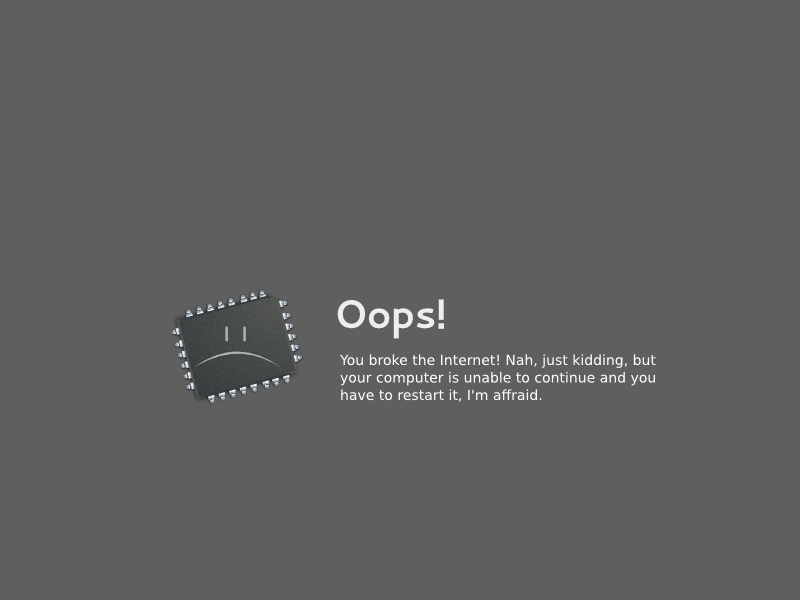 Oops!
You broke the Internet! Nah, just kidding, but
your computer is unable to continue and you
have to restart it, I'm affraid.